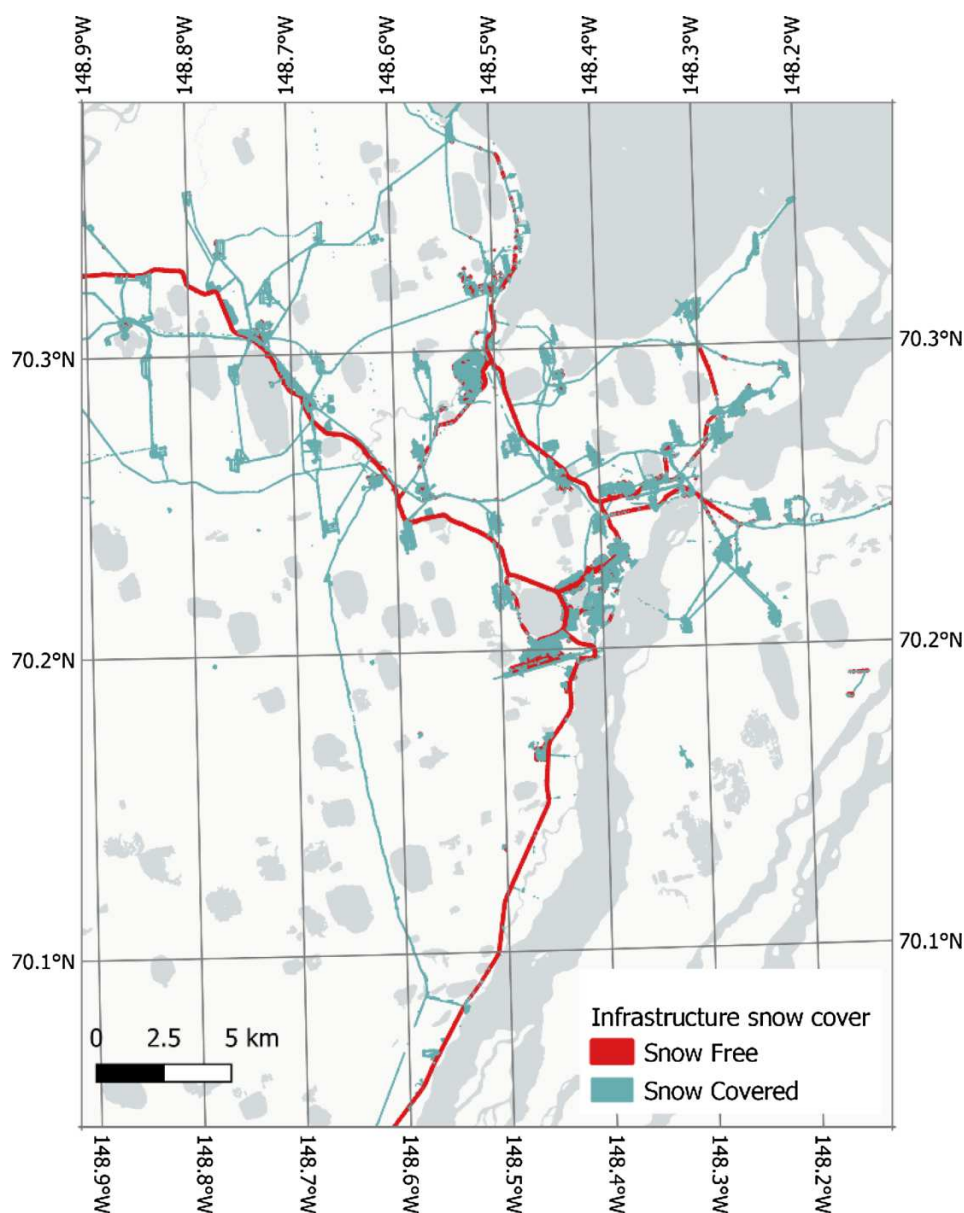 148.9°W
148.8°W
148.7°W
148.6°W
148.5°W
148.4°W
148.3°W
148.2°W
70.3°N
70.3°N
70.2°N
70.2°N
70.1°N
70.1°N
Infrastructure snow cover
Snow Free
Snow Covered
0 2.5 5 km
148.9°W
148.8°W
148.7°W
148.6°W
148.5°W
148.4°W
148.3°W
148.2°W